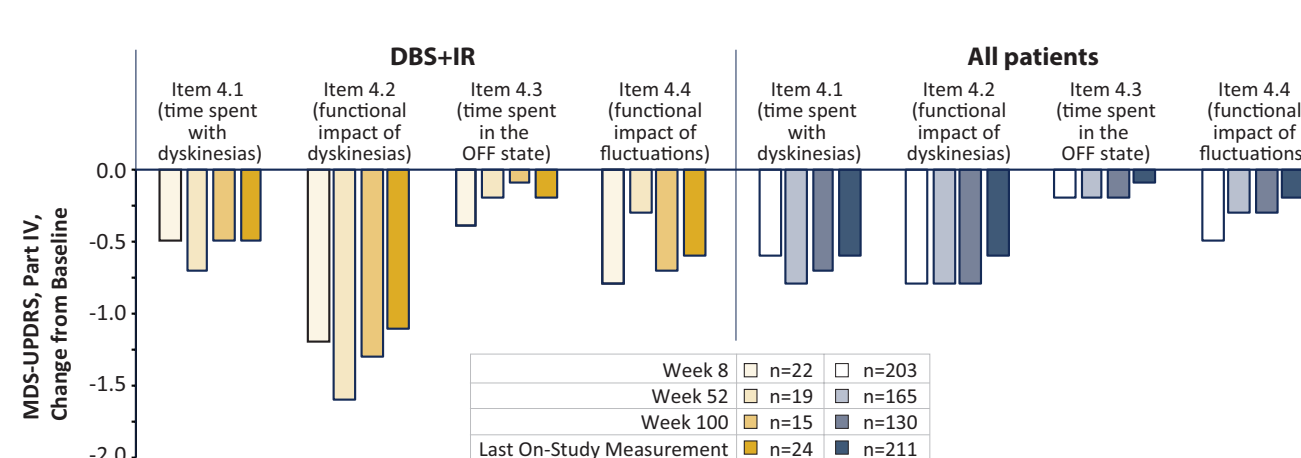 DBS+IR
All patients
Item 4.1
(time spent
with
dyskinesias)
Item 4.2
(functional
impact of
dyskinesias)
Item 4.3
(time spent
in the
OFF state)
Item 4.4
(functional
impact of
fluctuations)
Item 4.1
(time spent
with
dyskinesias)
Item 4.2
(functional
impact of
dyskinesias)
Item 4.3
(time spent
in the
OFF state)
Item 4.4
(functional
impact of
fluctuations
MDS-UPDRS, Part IV,
Change from Baseline
0.0
-0.5
-1.0
-1.5
-2.0
Week 8 n=22 n=203
Week 52 n=19 n=165
Week 100 n=15 n=130
Last On-Study Measurement n=24 n=211